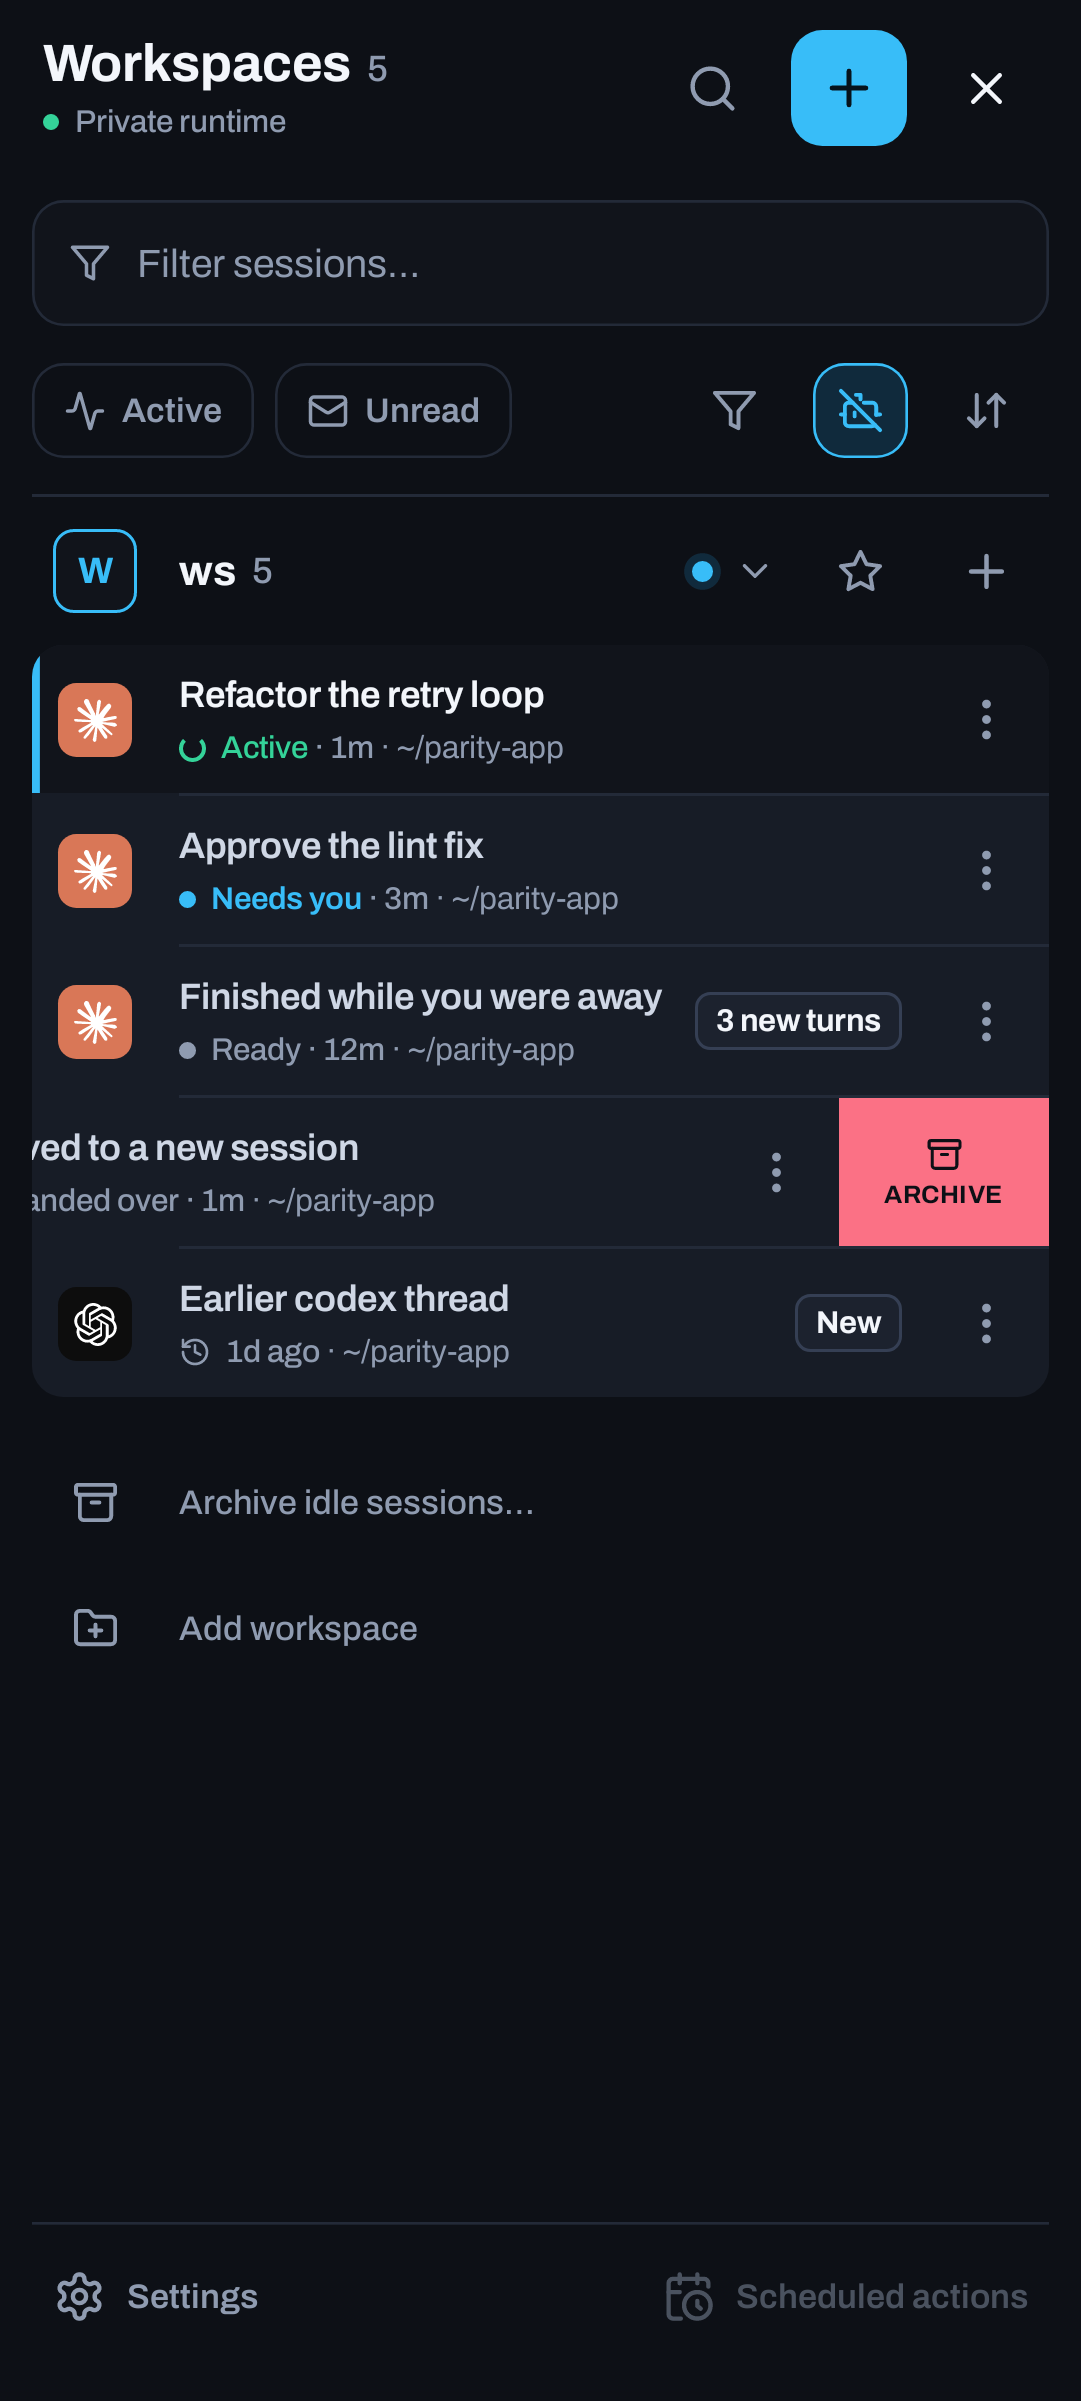 Workspaces 5
Private runtime
Filter sessions...
Active
Unread
W
ws 5
Refactor the retry loop
Active · 1m · ~/parity-app
Approve the lint fix
Needs you · 3m · ~/parity-app
Finished while you were away
3 new turns
Ready · 12m · ~/parity-app
ved to a new session
anded over · 1m · ~/parity-app
ARCHIVE
Earlier codex thread
New
1d ago · ~/parity-app
Archive idle sessions...
Add workspace
Settings
Scheduled actions